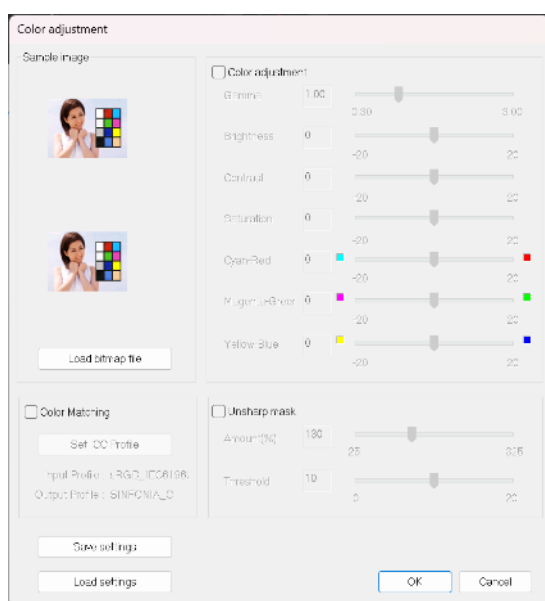 Color adjustment
Sample image
Load bitmap file
Color adjustment
Gamma 1.00
0.30 3.00
Brightness 0
-20 20
Contrast 0
-20 20
Saturation 0
-20 20
Cyan-Red 0
-20 20
Magenta-Green 0
-20 20
Yellow-Blue 0
-20 20
Color Matching
Set ICC Profile
Input Profile : sRGB_IEC6196
Output Profile : SINFONIA_C
Unsharp mask
Amount(%) 130
25 325
Threshold 10
0 20
Save settings
Load settings
OK Cancel